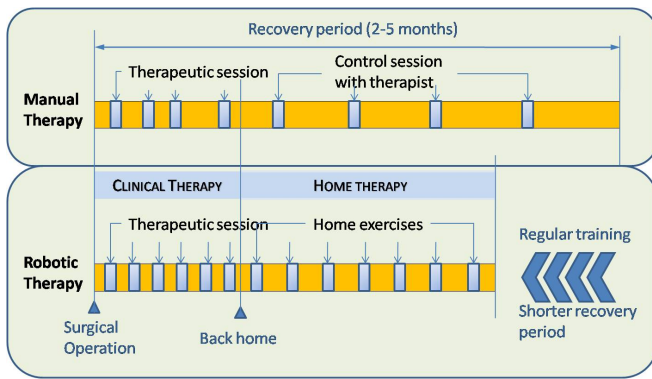 Recovery period (2-5 months)
Therapeutic session
Control session
with therapist
Manual
Therapy
CLINICAL THERAPY
HOME THERAPY
Therapeutic session
Home exercises
Robotic
Therapy
Regular training
Shorter recovery
period
Surgical
Operation
Back home